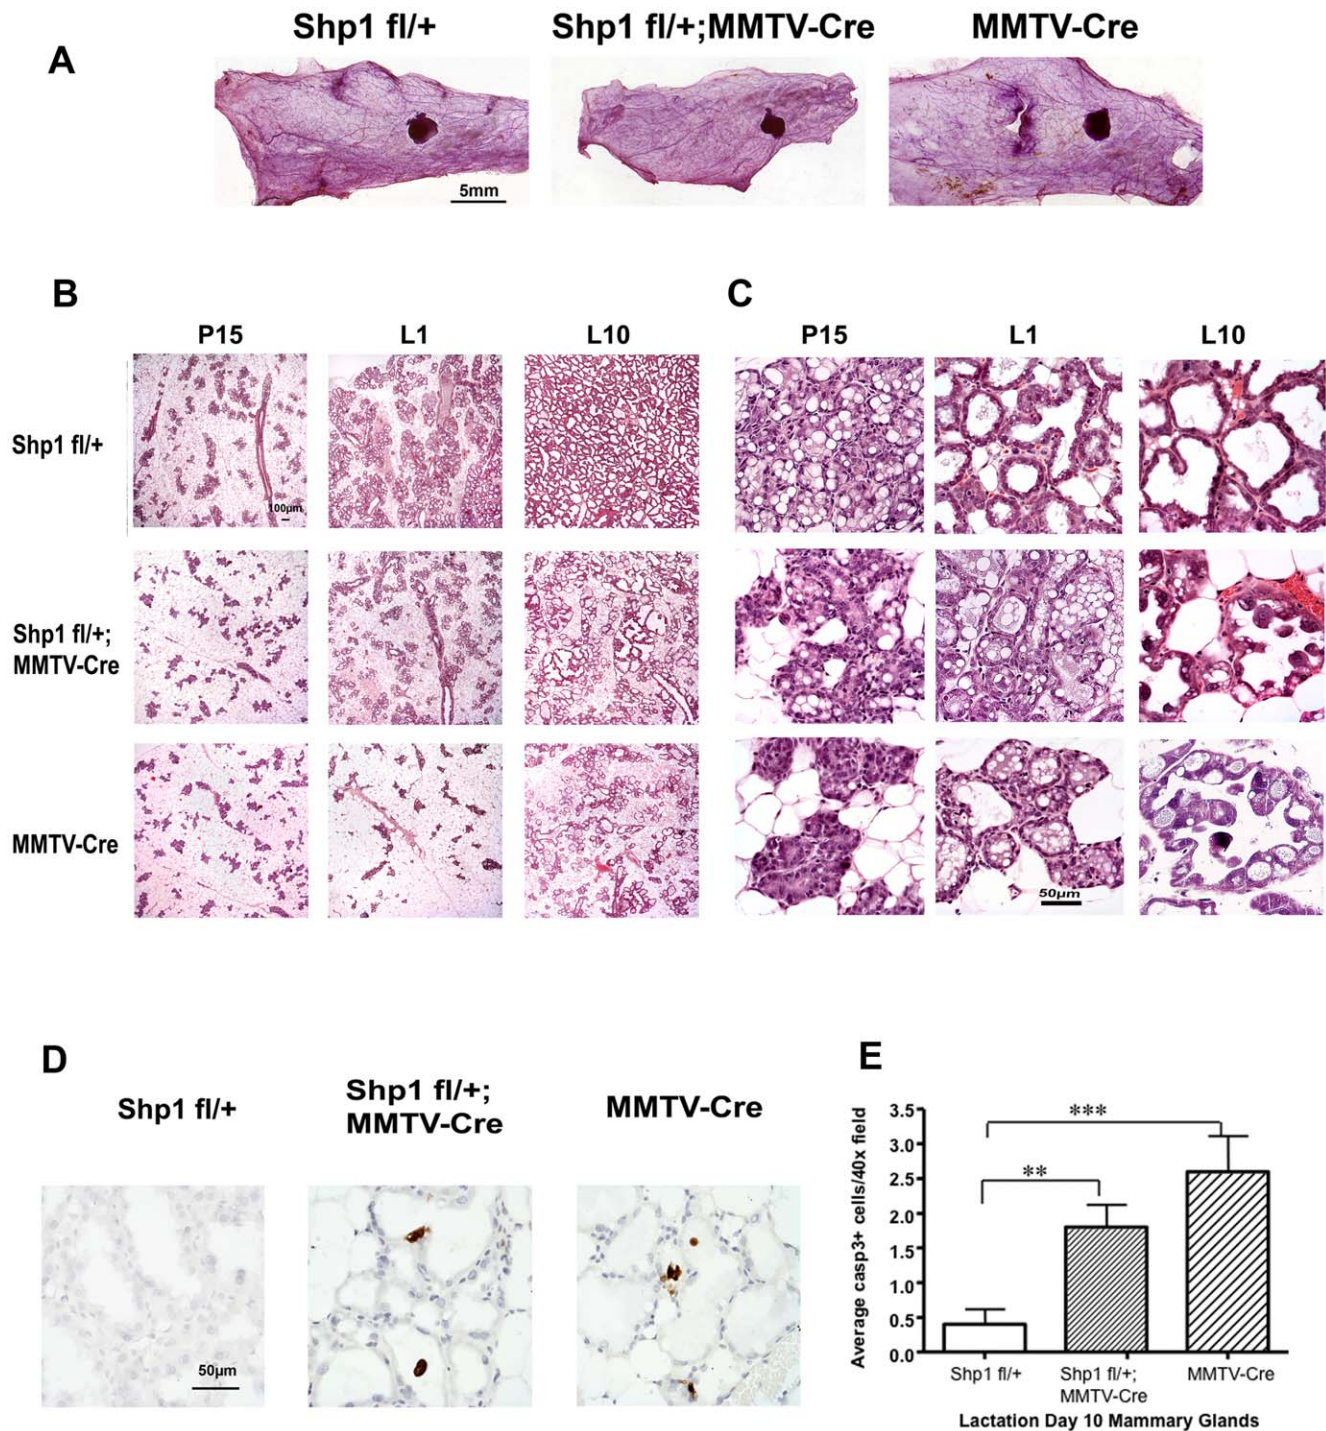 Shp1 fl/+ Shp1 fl/+;MMTV-Cre MMTV-Cre
A
5mm
B
P15 L1 L10
Shp1 fl/+
100µm
Shp1 fl/+;
MMTV-Cre
MMTV-Cre
C
P15 L1 L10
50µm
D
Shp1 fl/+
Shp1 fl/+;
MMTV-Cre
MMTV-Cre
50µm
E
Average casp3+ cells/40x field
3.5
3.0
2.5
2.0
1.5
1.0
0.5
0.0
***
**
Shp1 fl/+
Shp1 fl/+;
MMTV-Cre
MMTV-Cre
Lactation Day 10 Mammary Glands